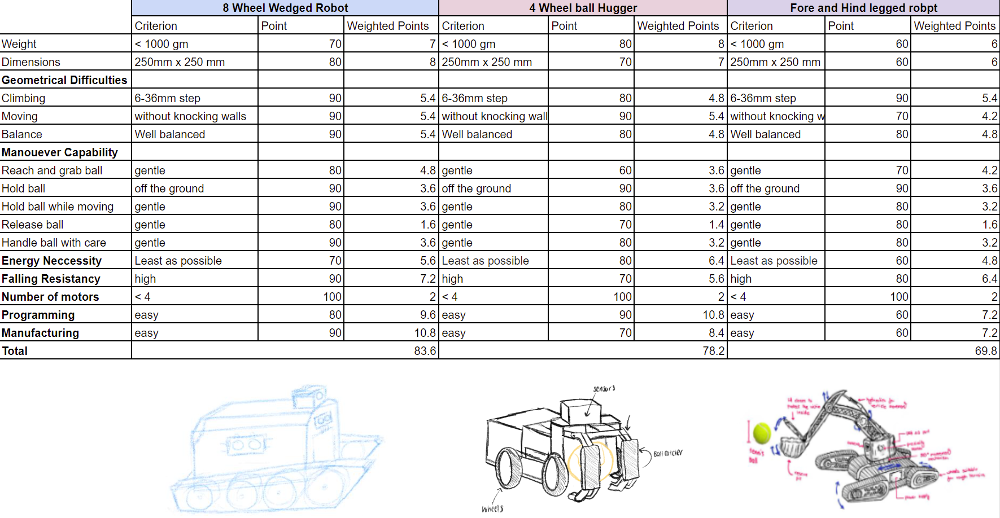 8 Wheel Wedged Robot 4 Wheel ball Hugger Fore and Hind legged robpt
Criterion Point Weighted Points Criterion Point Weighted Points Criterion Point Weighted Points
Weight < 1000 gm 70 7 < 1000 gm 80 8 < 1000 gm 60 6
Dimensions 250mm x 250 mm 80 8 250mm x 250 mm 70 7 250mm x 250 mm 60 6
Geometrical Difficulties
Climbing 6-36mm step 90 5.4 6-36mm step 80 4.8 6-36mm step 90 5.4
Moving without knocking walls 90 5.4 without knocking wall 90 5.4 without knocking w 70 4.2
Balance Well balanced 90 5.4 Well balanced 80 4.8 Well balanced 80 4.8
Manouever Capability
Reach and grab ball gentle 80 4.8 gentle 60 3.6 gentle 70 4.2
Hold ball off the ground 90 3.6 off the ground 90 3.6 off the ground 90 3.6
Hold ball while moving gentle 90 3.6 gentle 80 3.2 gentle 80 3.2
Release ball gentle 80 1.6 gentle 70 1.4 gentle 80 1.6
Handle ball with care gentle 90 3.6 gentle 80 3.2 gentle 80 3.2
Energy Neccessity Least as possible 70 5.6 Least as possible 80 6.4 Least as possible 60 4.8
Falling Resistancy high 90 7.2 high 70 5.6 high 80 6.4
Number of motors < 4 100 2 < 4 100 2 < 4 100 2
Programming easy 80 9.6 easy 90 10.8 easy 60 7.2
Manufacturing easy 90 10.8 easy 70 8.4 easy 60 7.2
Total 83.6 78.2 69.8
sensors
Ball catcher
wheels
tennis
ball
power supply